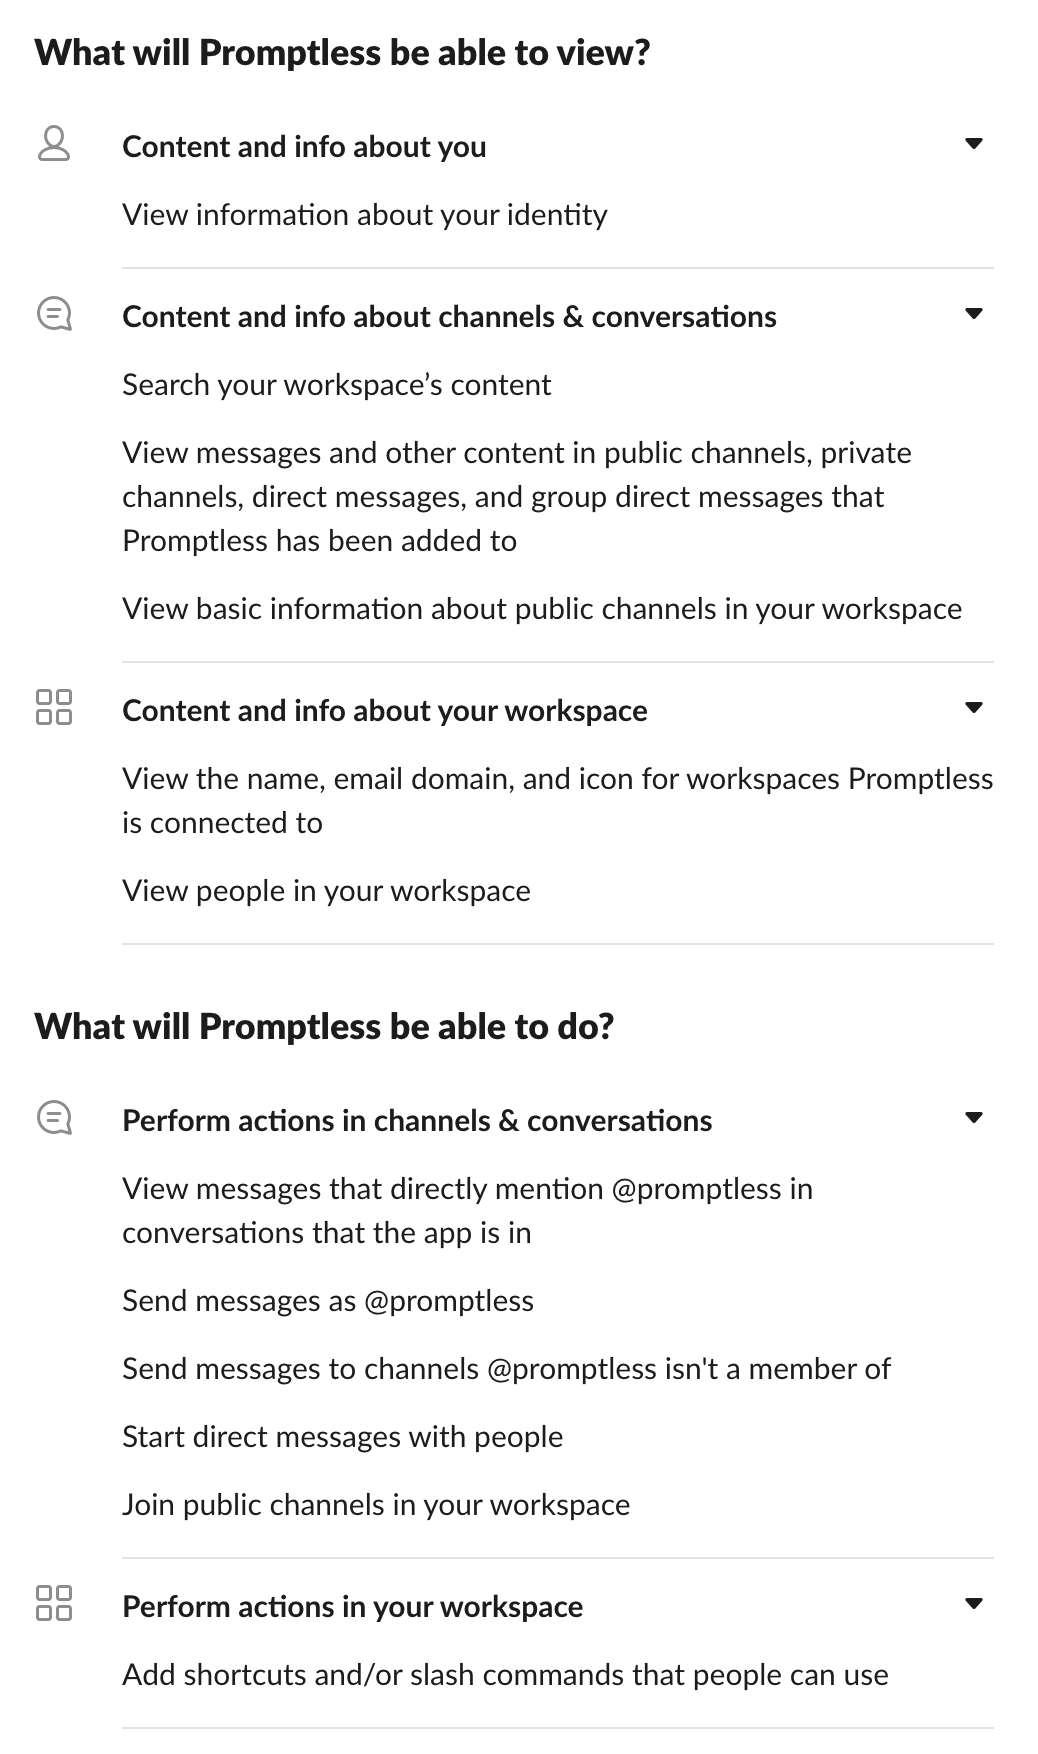 What will Promptless be able to view?
Content and info about you
View information about your identity
Content and info about channels & conversations
Search your workspace’s content
View messages and other content in public channels, private
channels, direct messages, and group direct messages that
Promptless has been added to
View basic information about public channels in your workspace
Content and info about your workspace
View the name, email domain, and icon for workspaces Promptless
is connected to
View people in your workspace
What will Promptless be able to do?
Perform actions in channels & conversations
View messages that directly mention @promptless in
conversations that the app is in
Send messages as @promptless
Send messages to channels @promptless isn't a member of
Start direct messages with people
Join public channels in your workspace
Perform actions in your workspace
Add shortcuts and/or slash commands that people can use